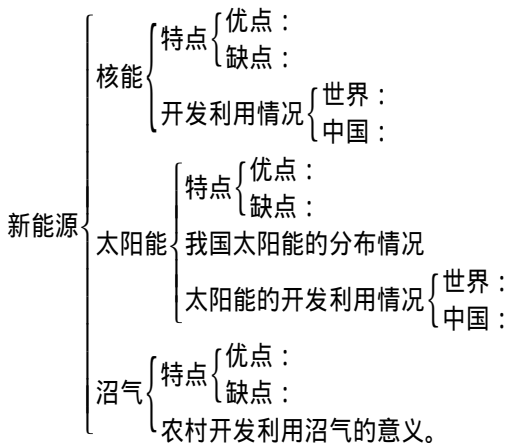 新能源
核能
特点
优点：
缺点：
开发利用情况
世界：
中国：
太阳能
特点
优点：
缺点：
我国太阳能的分布情况
太阳能的开发利用情况
世界：
中国：
沼气
特点
优点：
缺点：
农村开发利用沼气的意义。